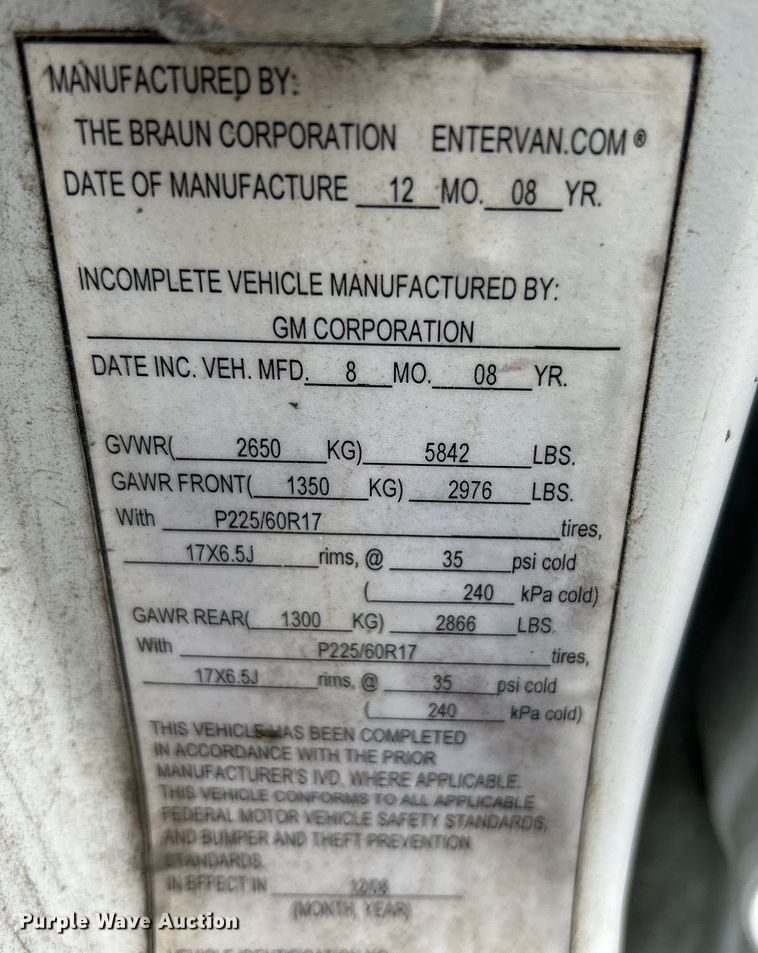 MANUFACTURED BY:
THE BRAUN CORPORATION ENTERVAN.COM®
DATE OF MANUFACTURE 12 MO. 08 YR.
INCOMPLETE VEHICLE MANUFACTURED BY:
GM CORPORATION
DATE INC. VEH. MFD. 8 MO. 08 YR.
GVWR( 2650 KG) 5842 LBS.
GAWR FRONT( 1350 KG) 2976 LBS.
With P225/60R17 tires,
17X6.5J rims, @ 35 psi cold
( 240 kPa cold)
GAWR REAR( 1300 KG) 2866 LBS.
With P225/60R17 tires,
17X6.5J rims, @ 35 psi cold
( 240 kPa cold)
THIS VEHICLE HAS BEEN COMPLETED
IN ACCORDANCE WITH THE PRIOR
MANUFACTURER'S IVD, WHERE APPLICABLE.
THIS VEHICLE CONFORMS TO ALL APPLICABLE
FEDERAL MOTOR VEHICLE SAFETY STANDARDS,
AND BUMPER AND THEFT PREVENTION
STANDARDS
IN EFFECT IN 12/08
(MONTH, YEAR)
Purple Wave Auction